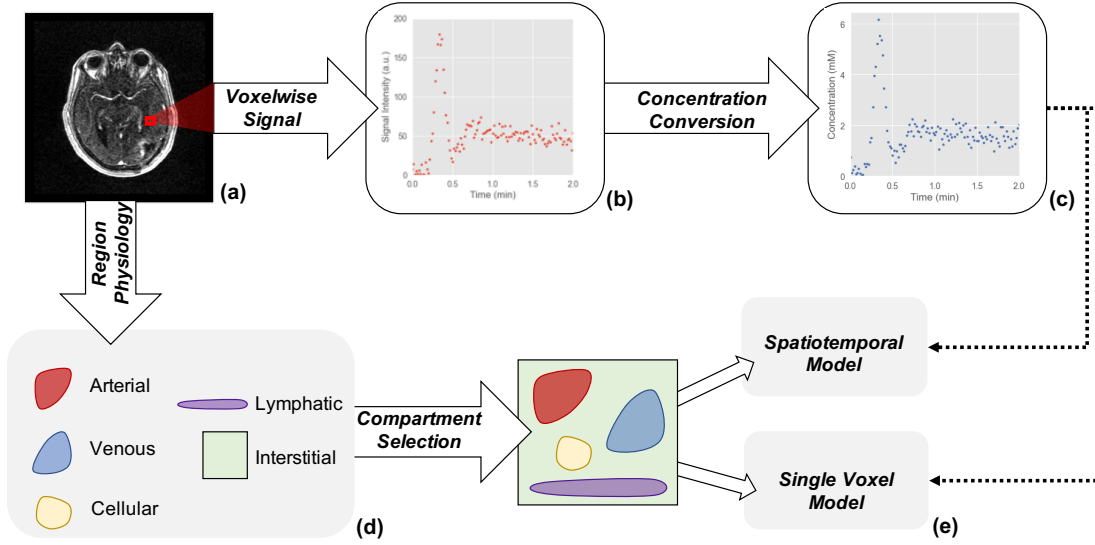 (a)
Voxelwise
Signal
200
150
100
50
0
Signal Intensity (a.u.)
0.0 0.5 1.0 1.5 2.0
Time (min)
(b)
Concentration
Conversion
6
4
2
0
Concentration (mM)
0.0 0.5 1.0 1.5 2.0
Time (min)
(c)
Region
Physiology
Arterial
Lymphatic
Venous
Interstitial
Cellular
(d)
Compartment
Selection
Spatiotemporal
Model
Single Voxel
Model
(e)